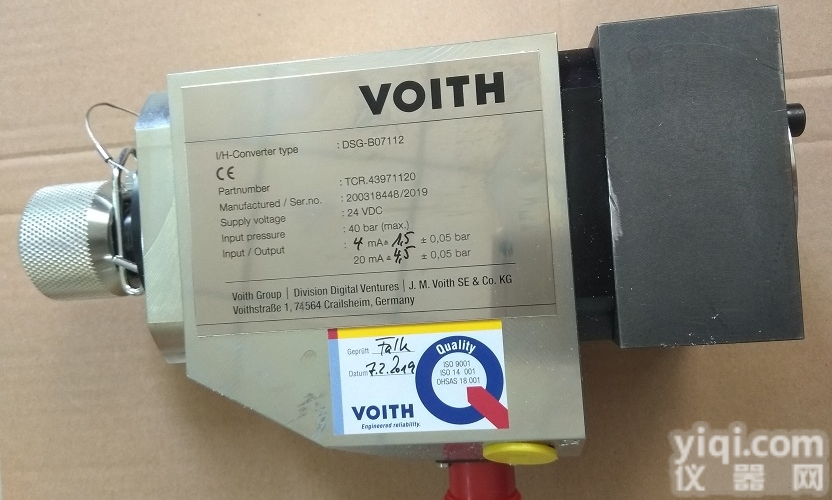 VOITH
I/H-Converter type : DSG-B07112
CE
Partnumber : TCR.43971120
Manufactured / Ser.no. : 200318448/2019
Supply voltage : 24 VDC
Input pressure : 40 bar (max.)
Input / Output : 4 mA≙ 1,5 ± 0,05 bar
20 mA≙ 4,5 ± 0,05 bar
Voith Group | Division Digital Ventures | J. M. Voith SE & Co. KG
Voithstraße 1, 74564 Crailsheim, Germany
Geprüft Falk
Datum 7.2.2019
Quality
ISO 9001
ISO 14 001
OHSAS 18 001
VOITH
Engineered reliability.
yiqi.com
仪器网